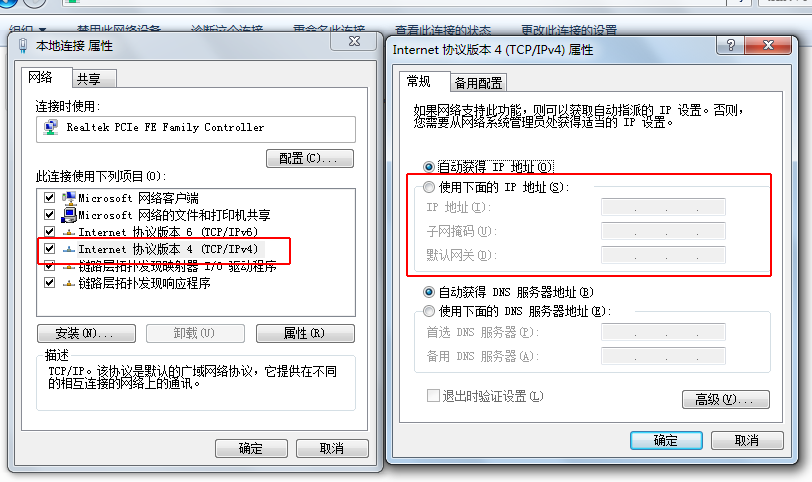 组织 禁用此网络设备 诊断这个连接 重命名此连接 查看此连接的状态 更改此连接的设置
本地连接 属性
网络
共享
连接时使用:
Realtek PCIe FE Family Controller
配置(C)...
此连接使用下列项目(O):
Microsoft 网络客户端
Microsoft 网络的文件和打印机共享
Internet 协议版本 6 (TCP/IPv6)
Internet 协议版本 4 (TCP/IPv4)
链路层拓扑发现映射器 I/O 驱动程序
链路层拓扑发现响应程序
安装(N)...
卸载(U)
属性(R)
描述
TCP/IP。该协议是默认的广域网络协议，它提供在不同
的相互连接的网络上的通讯。
确定
取消
Internet 协议版本 4 (TCP/IPv4) 属性
?
常规
备用配置
如果网络支持此功能，则可以获取自动指派的 IP 设置。否则，
您需要从网络系统管理员处获得适当的 IP 设置。
自动获得 IP 地址(O)
使用下面的 IP 地址(S):
IP 地址(I):
子网掩码(U):
默认网关(D):
自动获得 DNS 服务器地址(B)
使用下面的 DNS 服务器地址(E):
首选 DNS 服务器(P):
备用 DNS 服务器(A):
退出时验证设置(L)
高级(V)...
确定
取消